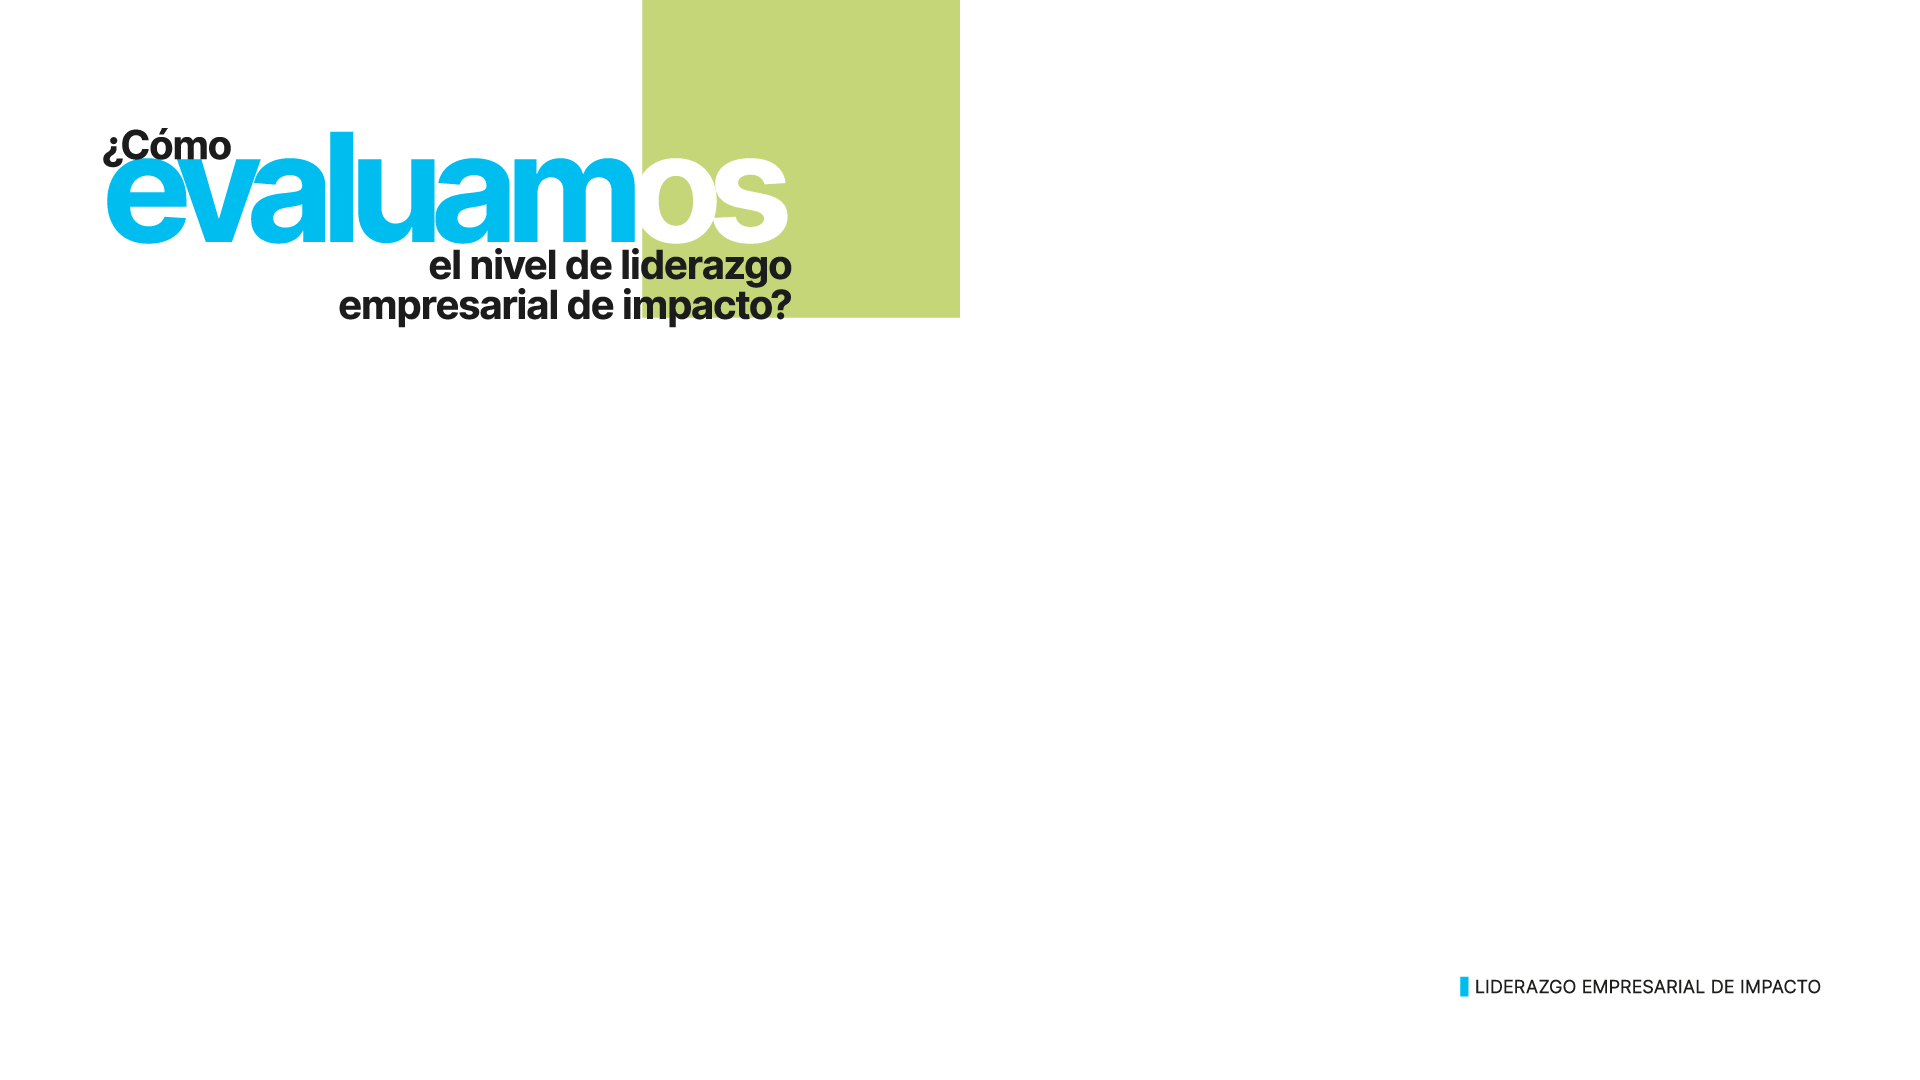 ¿Cómo
evaluamos
el nivel de liderazgo
empresarial de impacto?
LIDERAZGO EMPRESARIAL DE IMPACTO